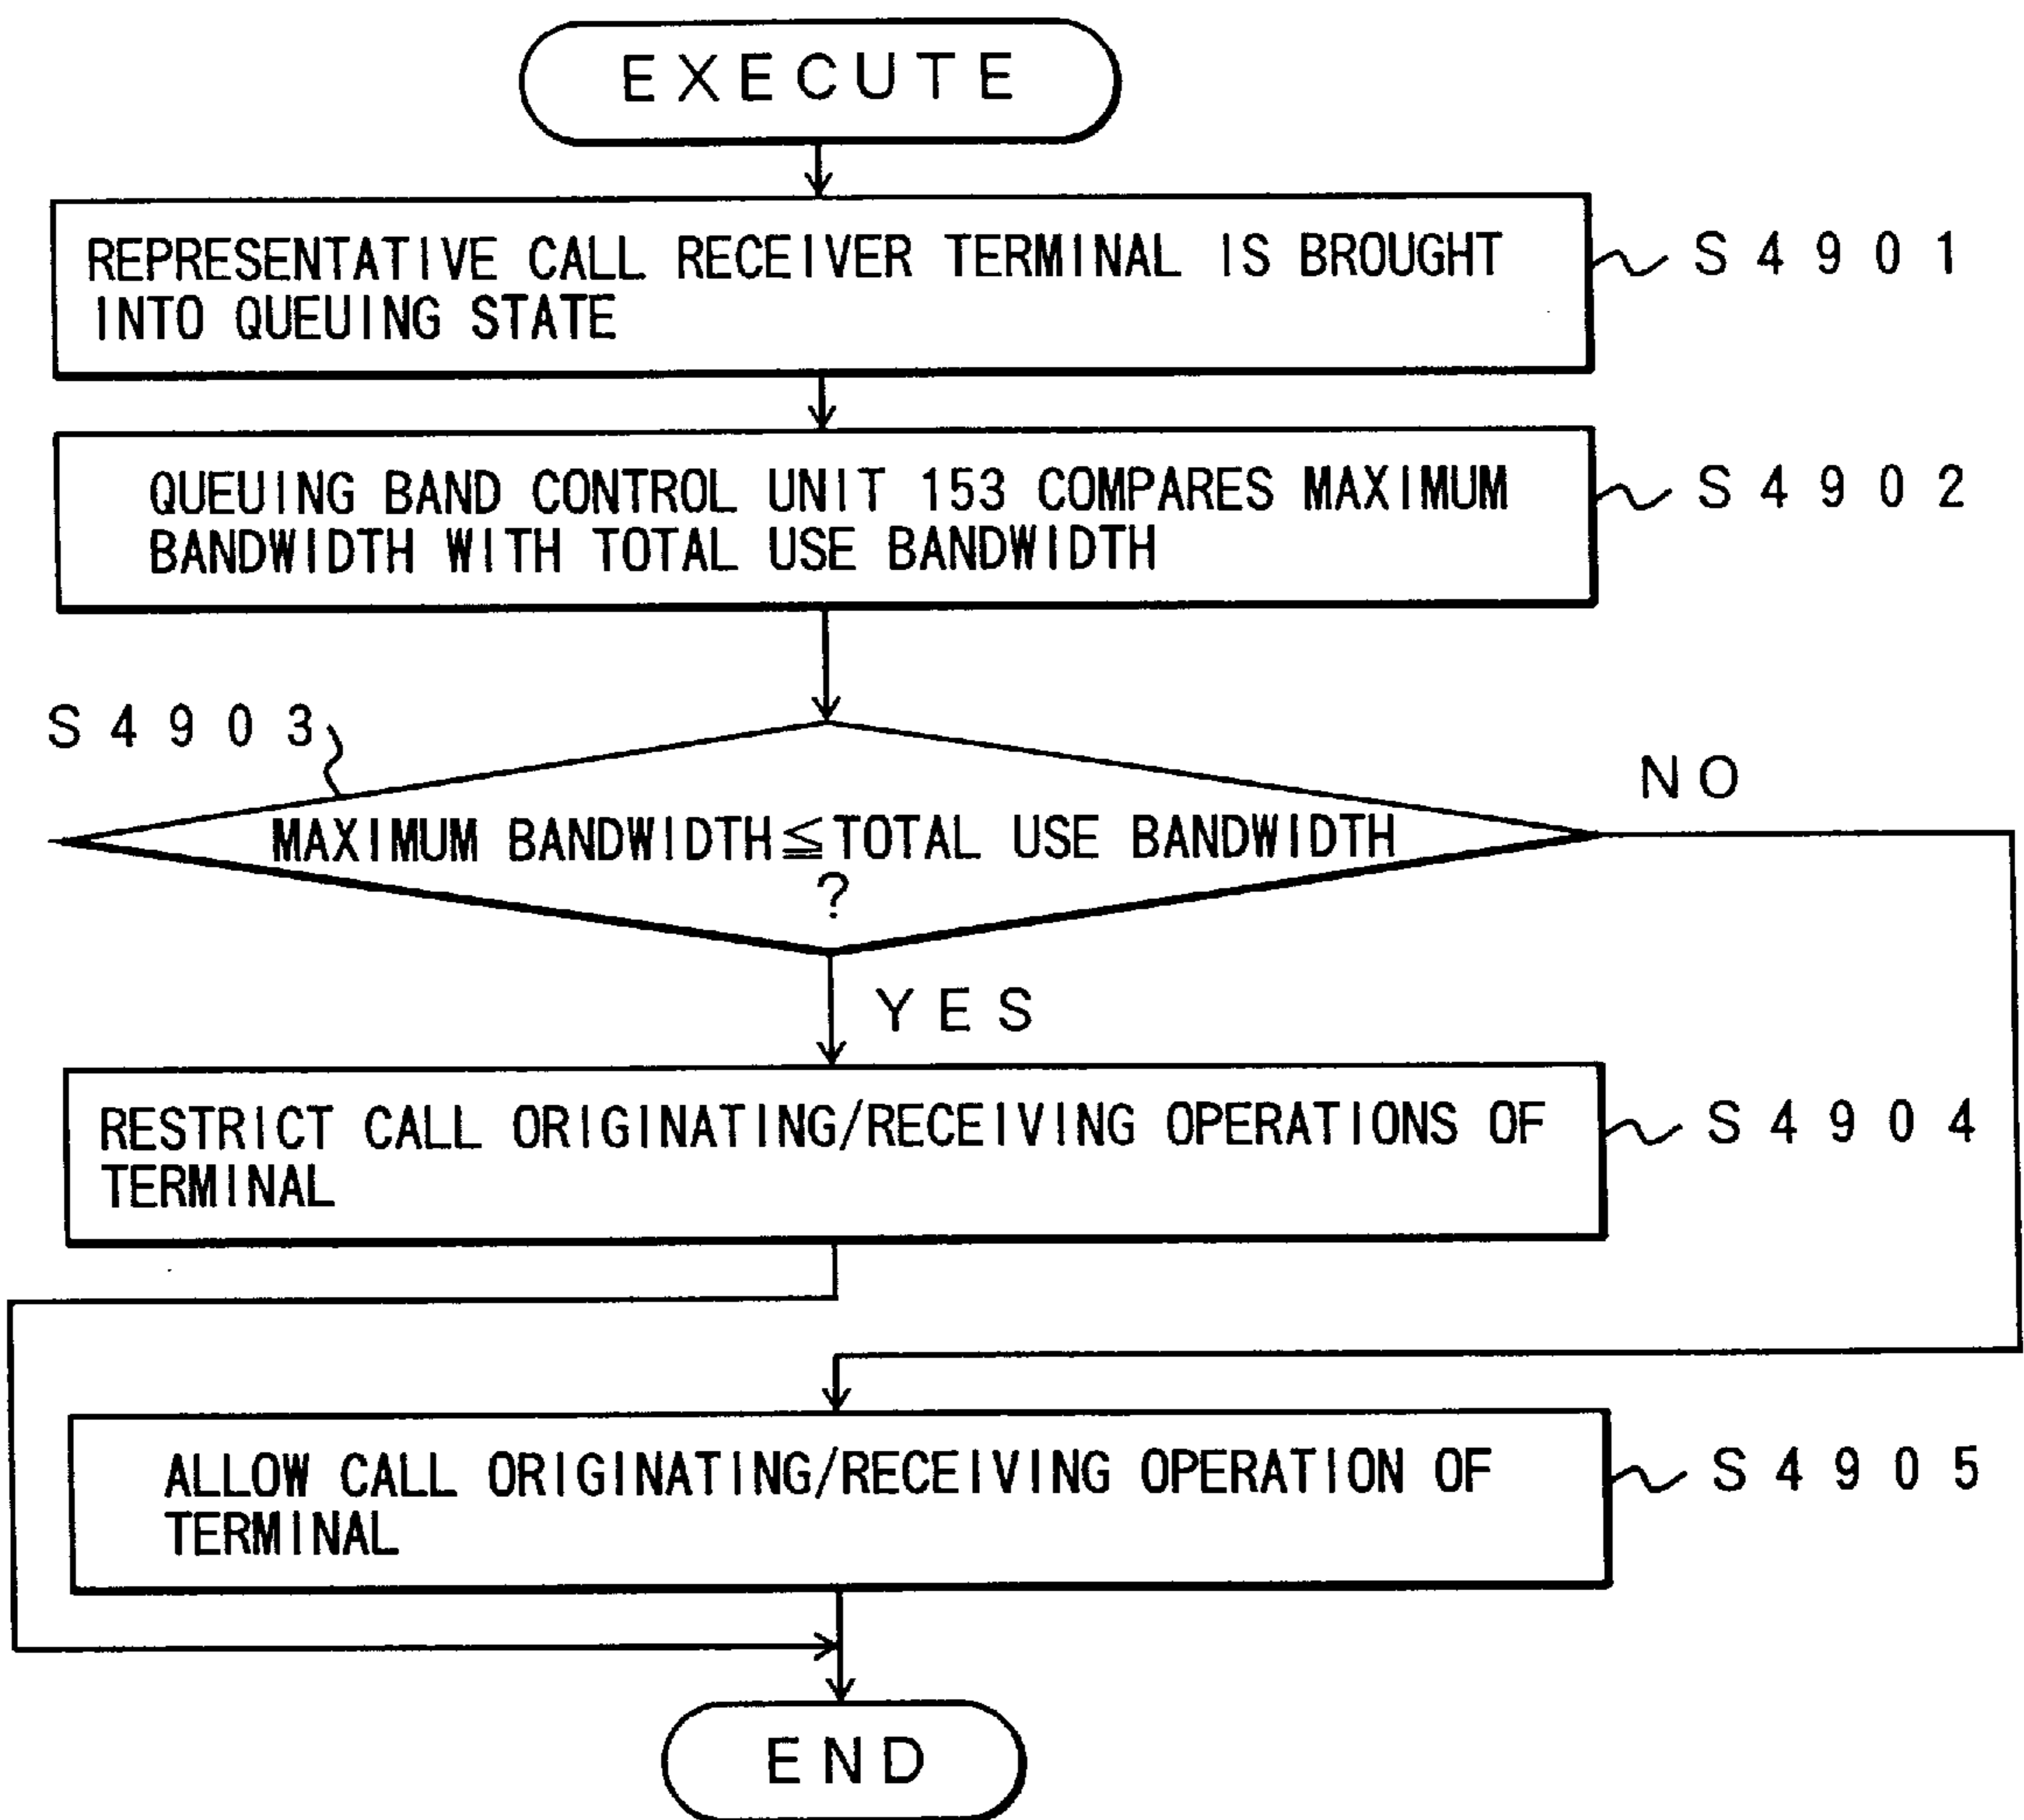 EXECUTE
REPRESENTATIVE CALL RECEIVER TERMINAL IS BROUGHT
INTO QUEUING STATE
S4901
QUEUING BAND CONTROL UNIT 153 COMPARES MAXIMUM
BANDWIDTH WITH TOTAL USE BANDWIDTH
S4902
S4903
NO
MAXIMUM BANDWIDTH≦TOTAL USE BANDWIDTH
?
YES
RESTRICT CALL ORIGINATING/RECEIVING OPERATIONS OF
TERMINAL
S4904
ALLOW CALL ORIGINATING/RECEIVING OPERATION OF
TERMINAL
S4905
END